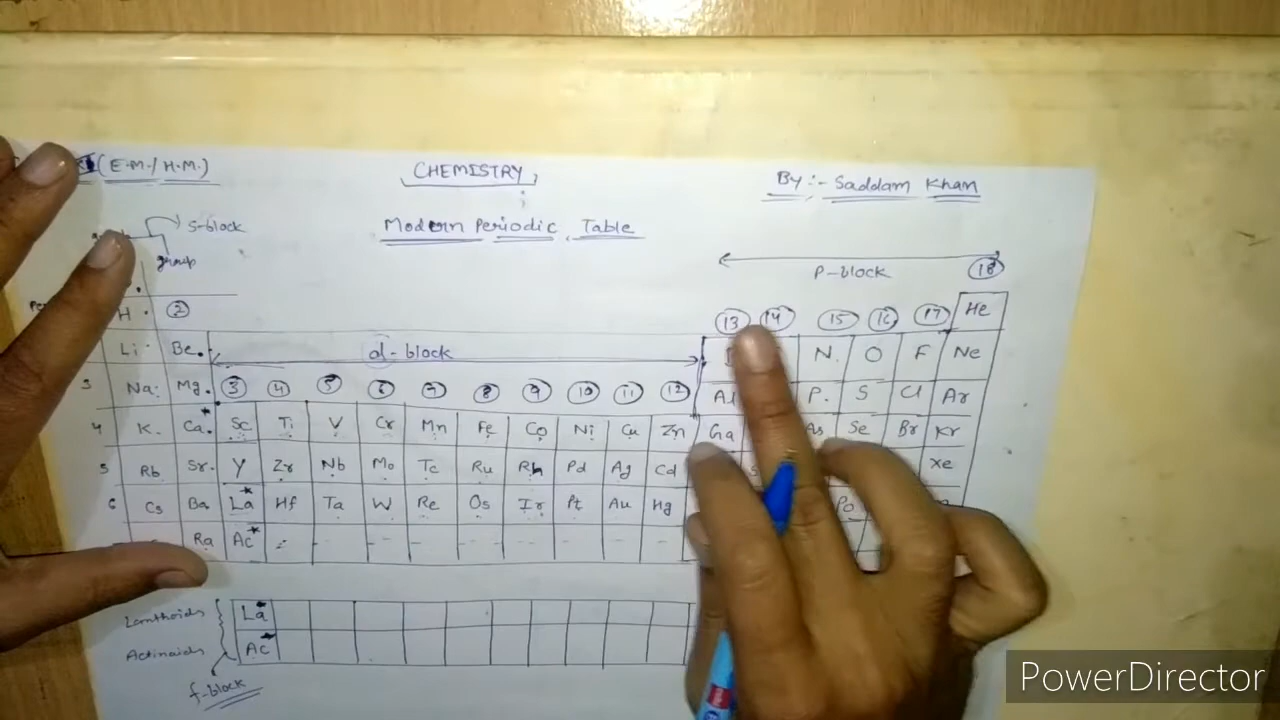 (E.M./H.M.)
CHEMISTRY
By :- Saddam Khan
Modern Periodic Table
S-block
group
P-block
18
13 14 15 16 17 He
H 2
Li Be d-block N O F Ne
3 Na Mg 3 4 5 6 7 8 9 10 11 12 Al P S Cl Ar
4 K Ca* Sc Ti V Cr Mn Fe Co Ni Cu Zn Ga As Se Br Kr
5 Rb Sr Y Zr Nb Mo Tc Ru Rh Pd Ag Cd Xe
6 Cs Ba La* Hf Ta W Re Os Ir Pt Au Hg Po
Ra Ac*
Lanthoids La*
Actinaids Ac*
f-block
PowerDirector